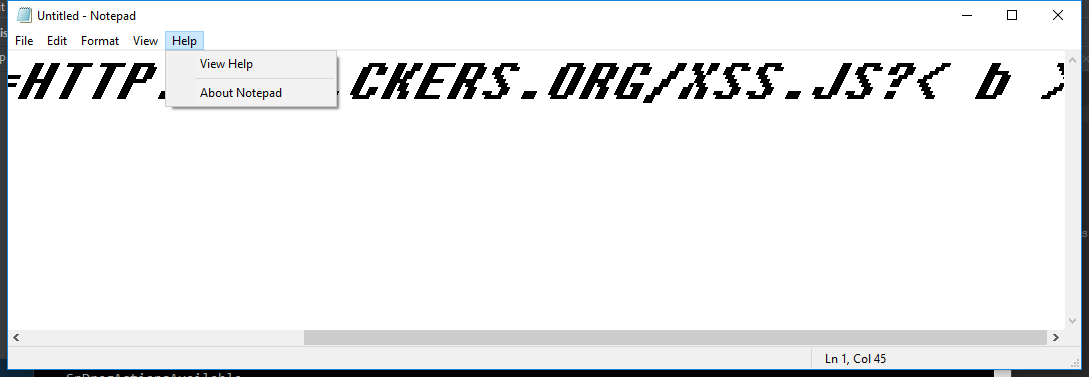 Untitled - Notepad
File Edit Format View Help
View Help
About Notepad
=HTTP. .CKERS.ORG/XSS.JS?< b >
Ln 1, Col 45